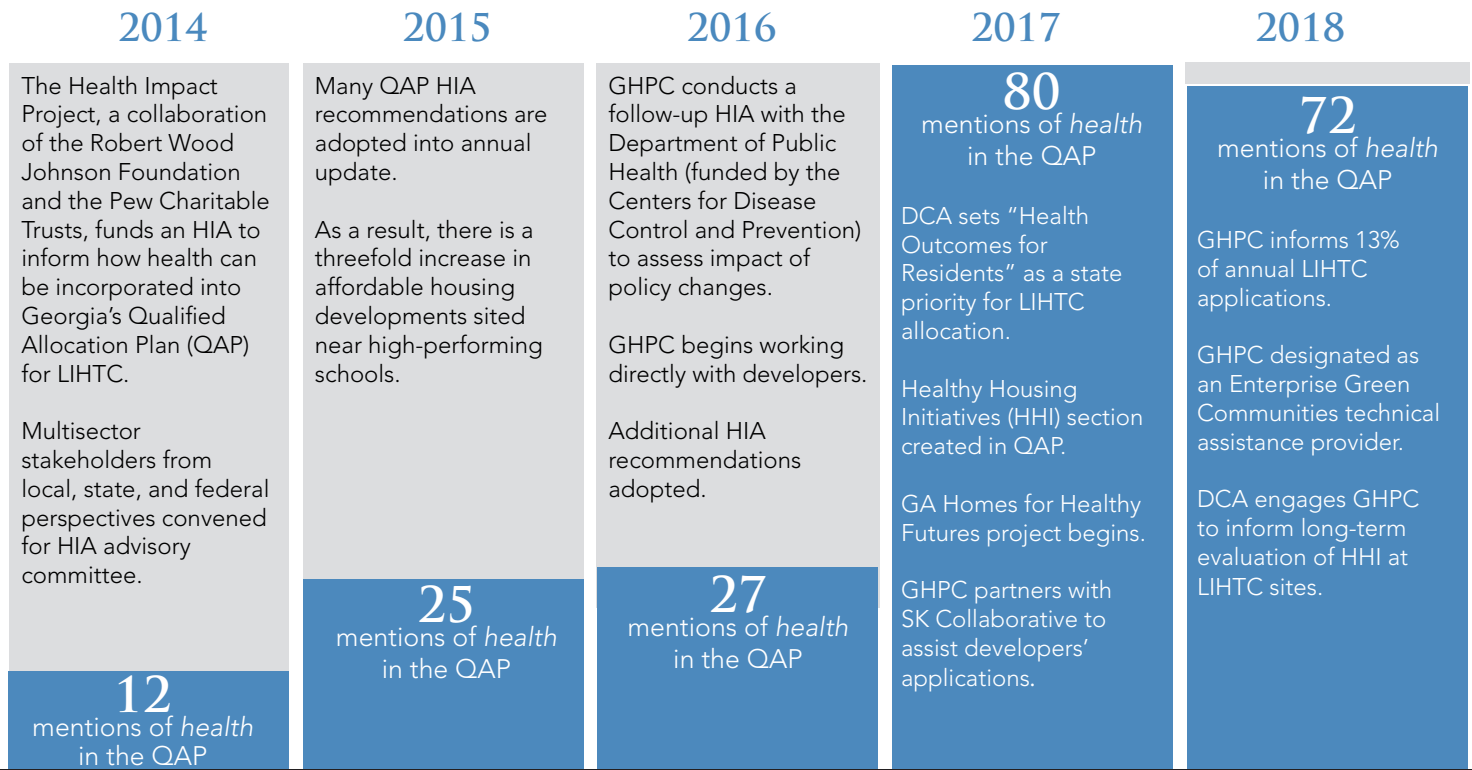 2014
The Health Impact
Project, a collaboration
of the Robert Wood
Johnson Foundation
and the Pew Charitable
Trusts, funds an HIA to
inform how health can
be incorporated into
Georgia's Qualified
Allocation Plan (QAP)
for LIHTC.
Multisector
stakeholders from
local, state, and federal
perspectives convened
for HIA advisory
committee.
12
mentions of health
in the QAP
2015
Many QAP HIA
recommendations are
adopted into annual
update.
As a result, there is a
threefold increase in
affordable housing
developments sited
near high-performing
schools.
25
mentions of health
in the QAP
2016
GHPC conducts a
follow-up HIA with the
Department of Public
Health (funded by the
Centers for Disease
Control and Prevention)
to assess impact of
policy changes.
GHPC begins working
directly with developers.
Additional HIA
recommendations
adopted.
27
mentions of health
in the QAP
2017
80
mentions of health
in the QAP
DCA sets “Health
Outcomes for
Residents” as a state
priority for LIHTC
allocation.
Healthy Housing
Initiatives (HHI) section
created in QAP.
GA Homes for Healthy
Futures project begins.
GHPC partners with
SK Collaborative to
assist developers'
applications.
2018
72
mentions of health
in the QAP
GHPC informs 13%
of annual LIHTC
applications.
GHPC designated as
an Enterprise Green
Communities technical
assistance provider.
DCA engages GHPC
to inform long-term
evaluation of HHI at
LIHTC sites.